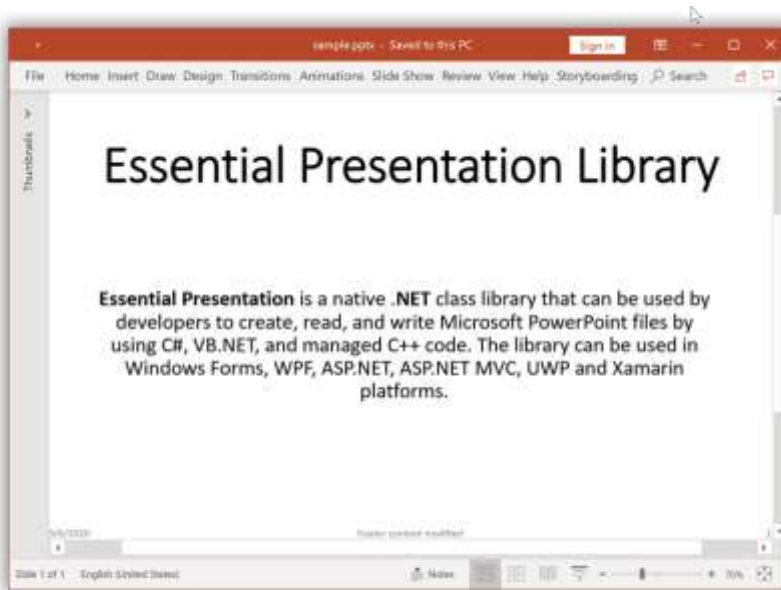 sample.pptx - Saved to this PC
Sign in
File Home Insert Draw Design Transitions Animations Slide Show Review View Help Storyboarding Search
Thumbnails
Essential Presentation Library
Essential Presentation is a native .NET class library that can be used by
developers to create, read, and write Microsoft PowerPoint files by
using C#, VB.NET, and managed C++ code. The library can be used in
Windows Forms, WPF, ASP.NET, ASP.NET MVC, UWP and Xamarin
platforms.
Footer content modified
Slide 1 of 1 English (United States) Notes 70%